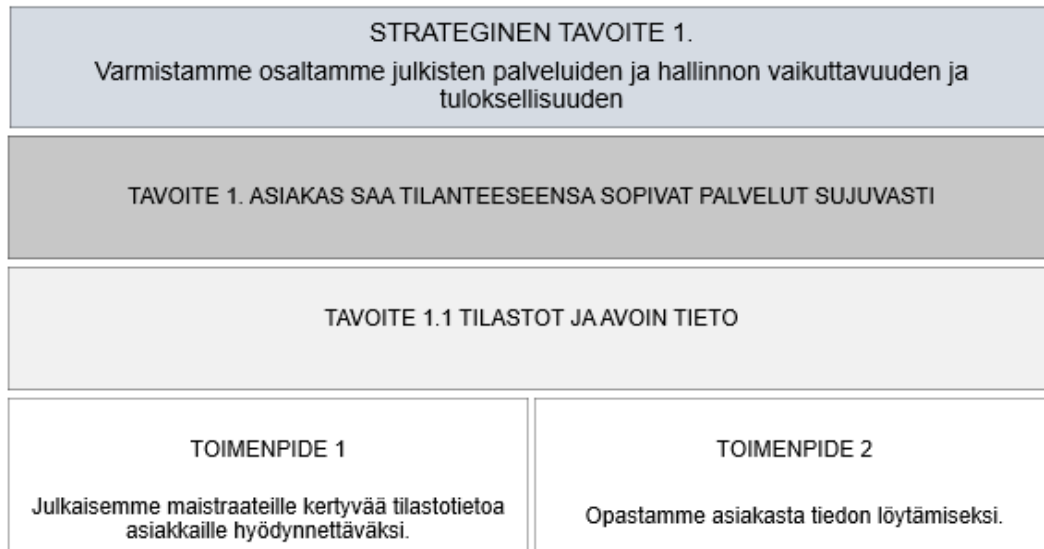 STRATEGINEN TAVOITE 1.
Varmistamme osaltamme julkisten palveluiden ja hallinnon vaikuttavuuden ja
tuloksellisuuden
TAVOITE 1. ASIAKAS SAA TILANTEESEENSA SOPIVAT PALVELUT SUJUVASTI
TAVOITE 1.1 TILASTOT JA AVOIN TIETO
TOIMENPIDE 1
Julkaisemme maistraateille kertyvää tilastotietoa
asiakkaille hyödynnettäväksi.
TOIMENPIDE 2
Opastamme asiakasta tiedon löytämiseksi.